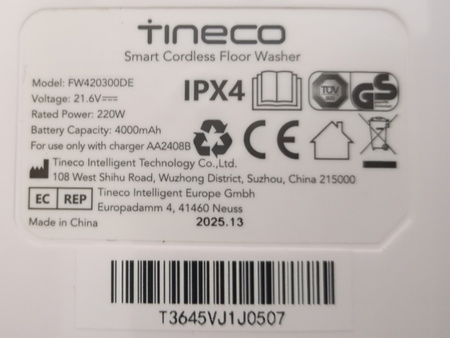 TINECO
Smart Cordless Floor Washer
Model: FW420300DE
Voltage: 21.6V⎓
Rated Power: 220W
Battery Capacity: 4000mAh
For use only with charger AA2408B
IPX4
TÜV
GS
CE
Tineco Intelligent Technology Co.,Ltd.
108 West Shihu Road, Wuzhong District, Suzhou, China 215000
EC REP
Tineco Intelligent Europe Gmbh
Europadamm 4, 41460 Neuss
Made in China
2025.13
T3645VJ1J0507